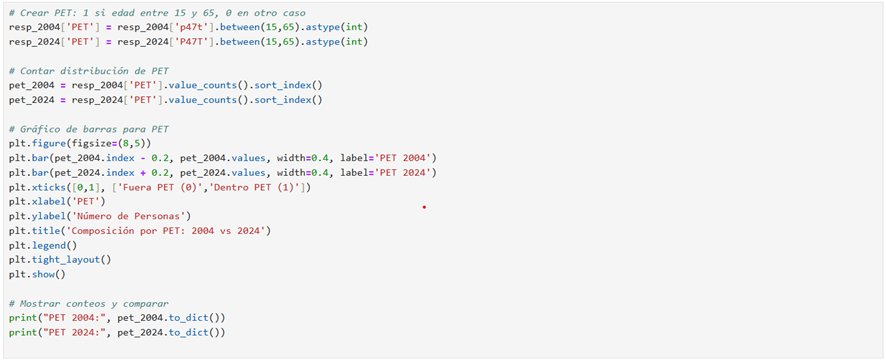 # Crear PET: 1 si edad entre 15 y 65, 0 en otro caso
resp_2004['PET'] = resp_2004['p47t'].between(15,65).astype(int)
resp_2024['PET'] = resp_2024['P47T'].between(15,65).astype(int)
# Contar distribución de PET
pet_2004 = resp_2004['PET'].value_counts().sort_index()
pet_2024 = resp_2024['PET'].value_counts().sort_index()
# Gráfico de barras para PET
plt.figure(figsize=(8,5))
plt.bar(pet_2004.index - 0.2, pet_2004.values, width=0.4, label='PET 2004')
plt.bar(pet_2024.index + 0.2, pet_2024.values, width=0.4, label='PET 2024')
plt.xticks([0,1], ['Fuera PET (0)','Dentro PET (1)'])
plt.xlabel('PET')
plt.ylabel('Número de Personas')
plt.title('Composición por PET: 2004 vs 2024')
plt.legend()
plt.tight_layout()
plt.show()
# Mostrar conteos y comparar
print("PET 2004:", pet_2004.to_dict())
print("PET 2024:", pet_2024.to_dict())